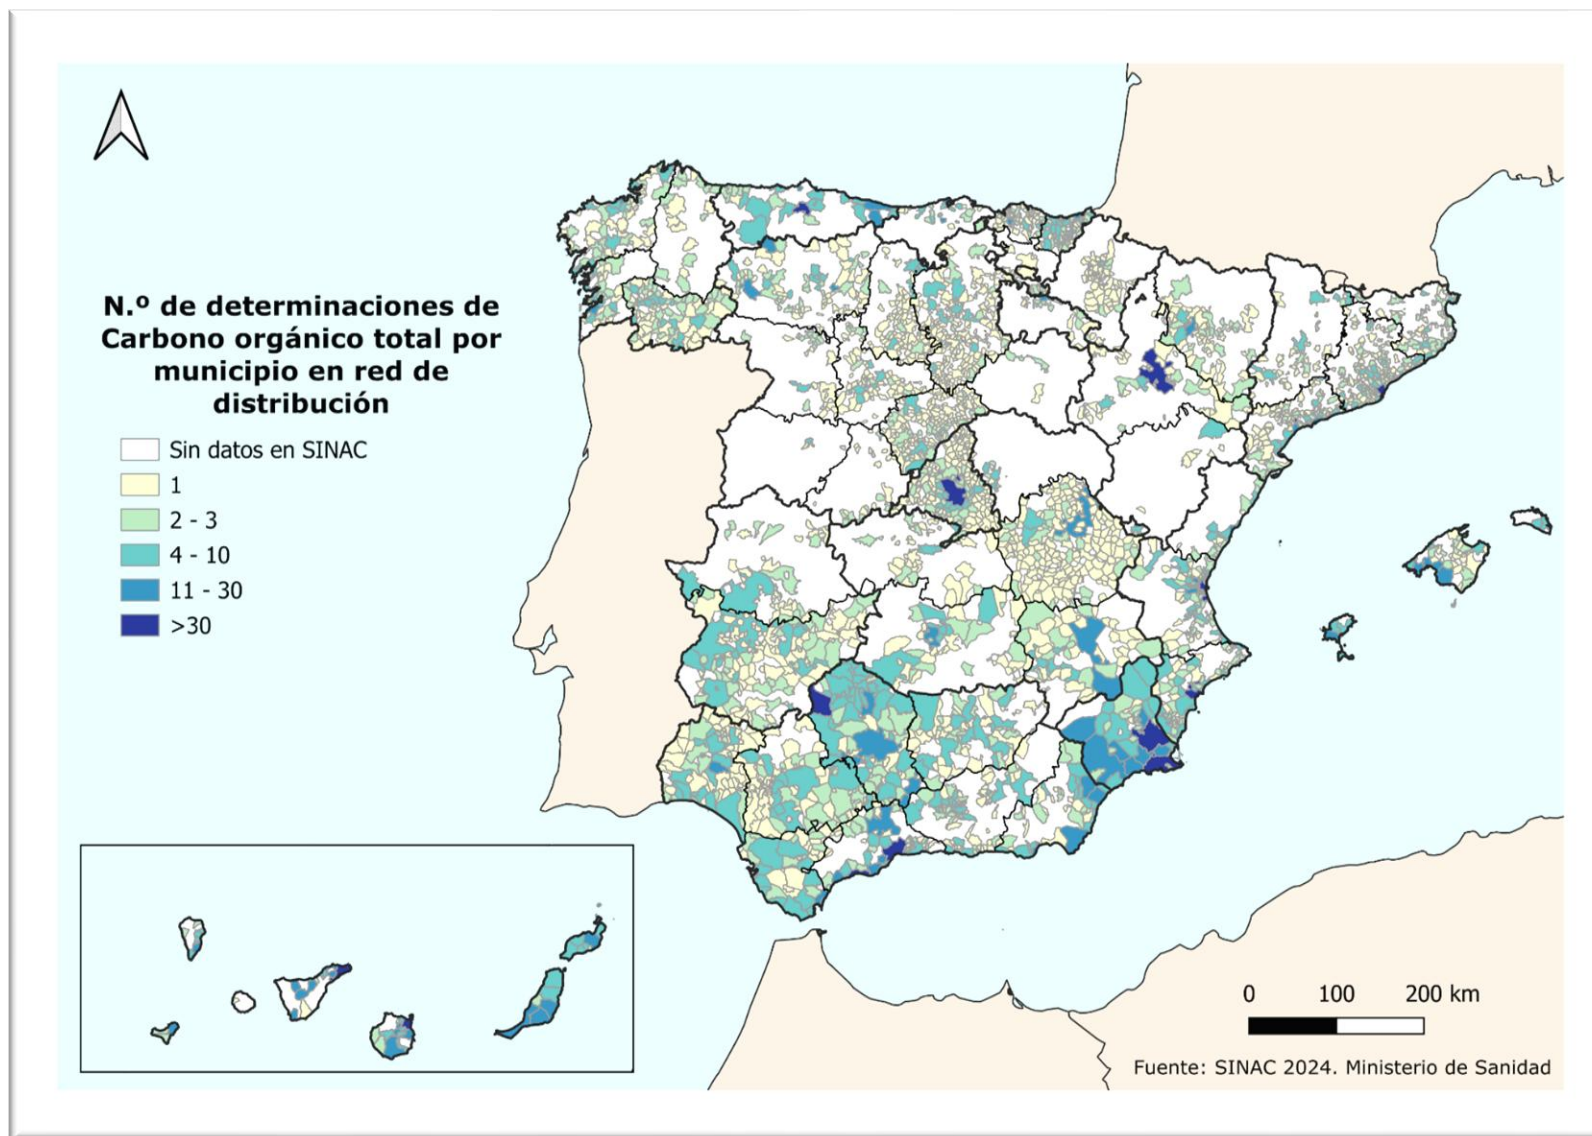 N.º de determinaciones de
Carbono orgánico total por
municipio en red de
distribución
Sin datos en SINAC
1
2 - 3
4 - 10
11 - 30
>30
0 100 200 km
Fuente: SINAC 2024. Ministerio de Sanidad